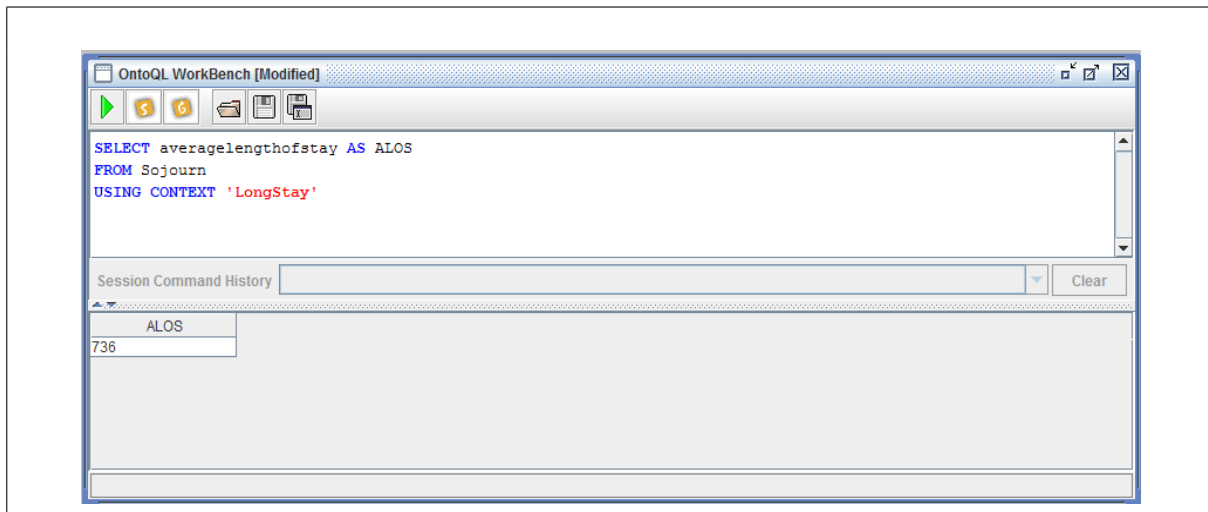 OntoQL WorkBench [Modified]
S G
SELECT averagelengthofstay AS ALOS
FROM Sojourn
USING CONTEXT 'LongStay'
Session Command History
Clear
ALOS
736